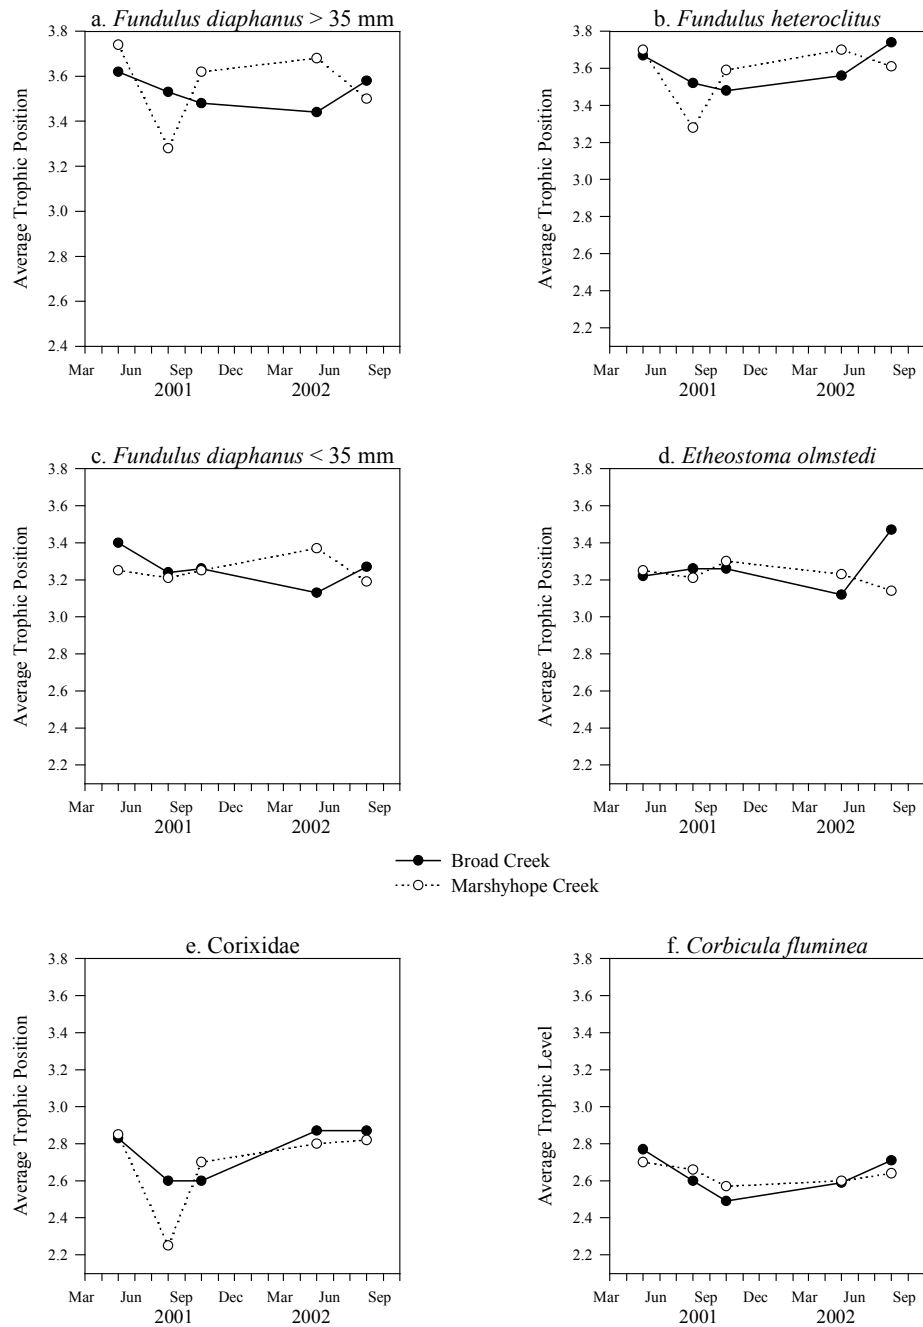 a. Fundulus diaphanus > 35 mm
3.8
3.6
3.4
3.2
3.0
2.8
2.6
2.4
Average Trophic Position
Mar Jun Sep Dec Mar Jun Sep
2001 2002
b. Fundulus heteroclitus
3.8
3.6
3.4
3.2
3.0
2.8
2.6
2.4
2.2
Average Trophic Position
Mar Jun Sep Dec Mar Jun Sep
2001 2002
c. Fundulus diaphanus < 35 mm
3.8
3.6
3.4
3.2
3.0
2.8
2.6
2.4
2.2
Average Trophic Position
Mar Jun Sep Dec Mar Jun Sep
2001 2002
d. Etheostoma olmstedi
3.8
3.6
3.4
3.2
3.0
2.8
2.6
2.4
2.2
Average Trophic Position
Mar Jun Sep Dec Mar Jun Sep
2001 2002
Broad Creek
Marshyhope Creek
e. Corixidae
3.8
3.6
3.4
3.2
3.0
2.8
2.6
2.4
2.2
Average Trophic Position
Mar Jun Sep Dec Mar Jun Sep
2001 2002
f. Corbicula fluminea
3.8
3.6
3.4
3.2
3.0
2.8
2.6
2.4
2.2
Average Trophic Level
Mar Jun Sep Dec Mar Jun Sep
2001 2002